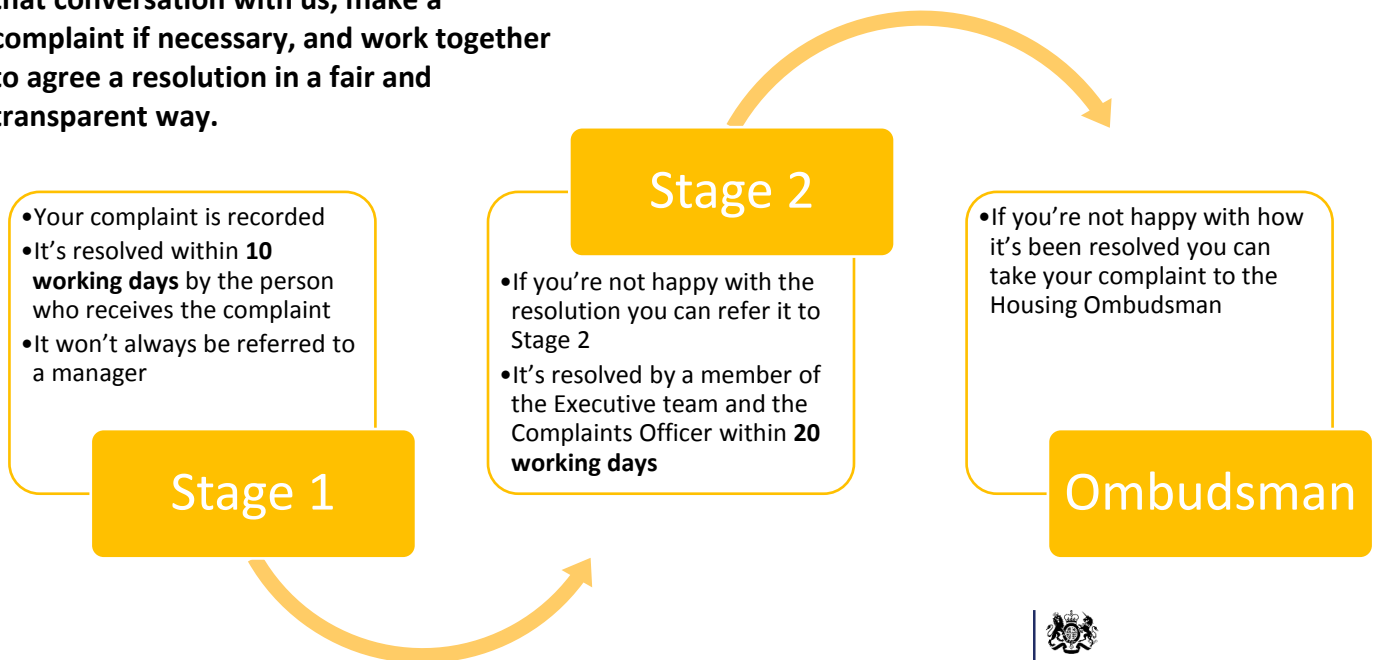 that conversation with us, make a
complaint if necessary, and work together
to agree a resolution in a fair and
transparent way.
•Your complaint is recorded
•It's resolved within 10
working days by the person
who receives the complaint
•It won't always be referred to
a manager
Stage 1
Stage 2
•If you're not happy with the
resolution you can refer it to
Stage 2
•It's resolved by a member of
the Executive team and the
Complaints Officer within 20
working days
•If you're not happy with how
it's been resolved you can
take your complaint to the
Housing Ombudsman
Ombudsman